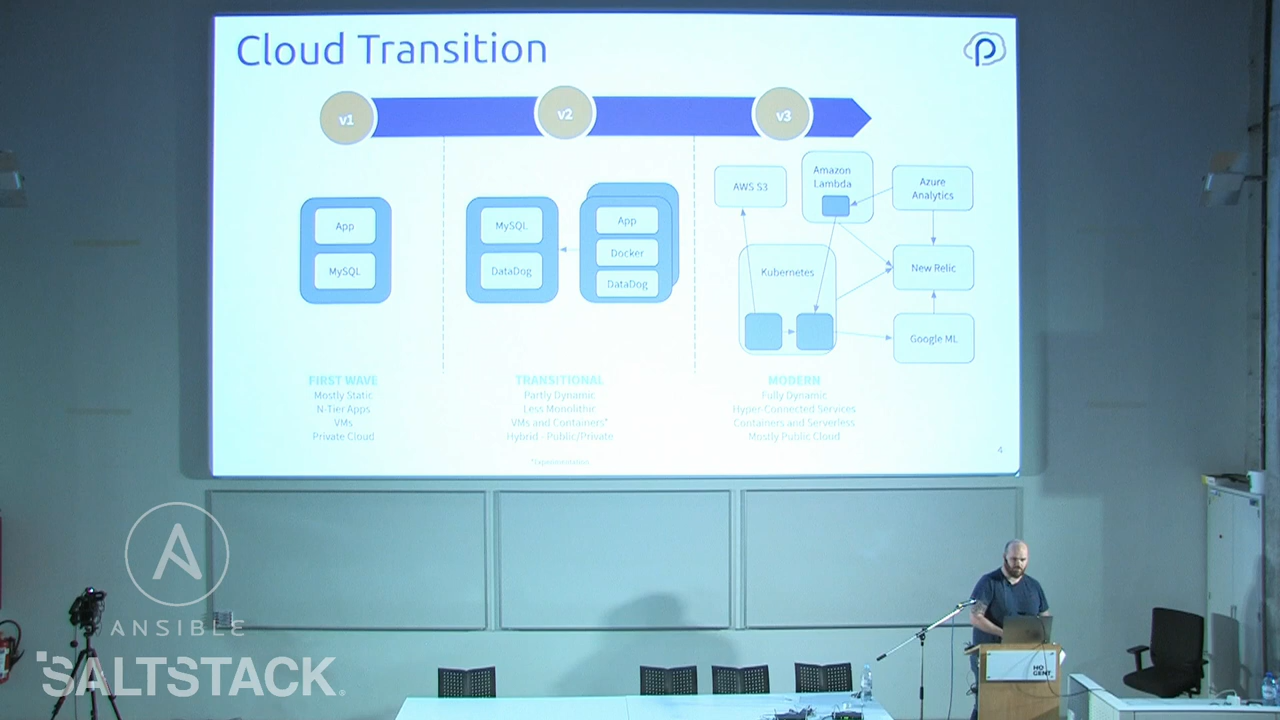 Cloud Transition
v1
v2
v3
App
MySQL
MySQL
DataDog
App
Docker
DataDog
AWS S3
Amazon
Lambda
Azure
Analytics
Kubernetes
New Relic
Google ML
FIRST WAVE
Mostly Static
N-Tier Apps
VMs
Private Cloud
TRANSITIONAL
Partly Dynamic
Less Monolithic
VMs and Containers*
Hybrid - Public/Private
MODERN
Fully Dynamic
Hyper-Connected Services
Containers and Serverless
Mostly Public Cloud
4
ANSIBLE
SALTSTACK
HO
GENT